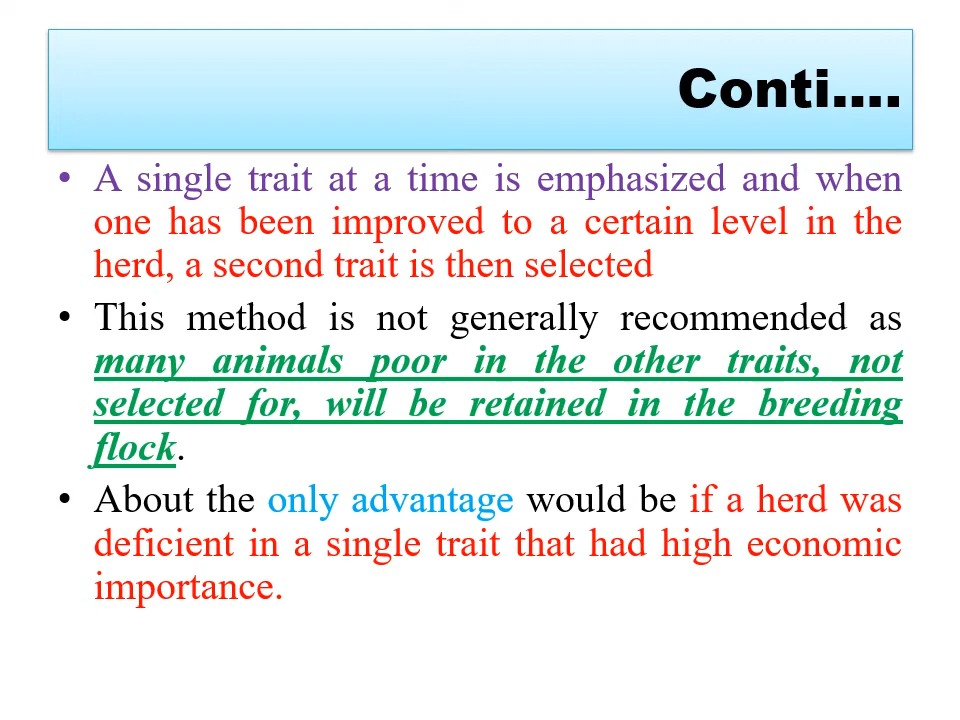 Conti....
• A single trait at a time is emphasized and when
one has been improved to a certain level in the
herd, a second trait is then selected
• This method is not generally recommended as
many animals poor in the other traits, not
selected for, will be retained in the breeding
flock.
• About the only advantage would be if a herd was
deficient in a single trait that had high economic
importance.